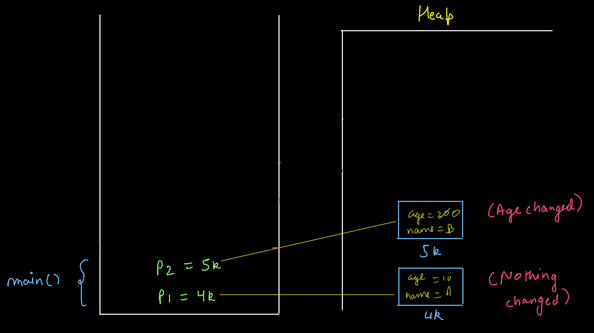 Heap
age = 200
name = B
(Age changed)
5k
P2 = 5k
main() {
P1 = 4k
age = 10
name = A
(Nothing
changed)
4k